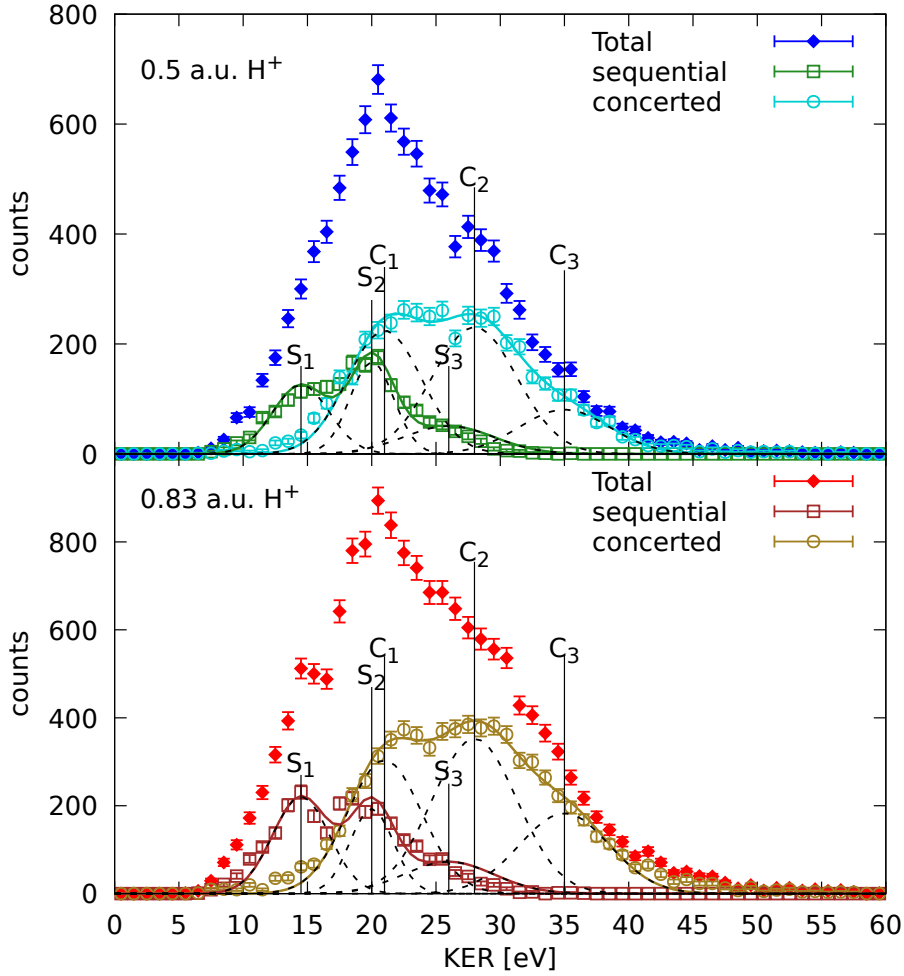 800
600
400
200
0
counts
0.5 a.u. H⁺
Total
sequential
concerted
S₁
S₂
C₁
S₃
C₂
C₃
800
600
400
200
0
counts
0.83 a.u. H⁺
Total
sequential
concerted
S₁
S₂
C₁
S₃
C₂
C₃
0 5 10 15 20 25 30 35 40 45 50 55 60
KER [eV]